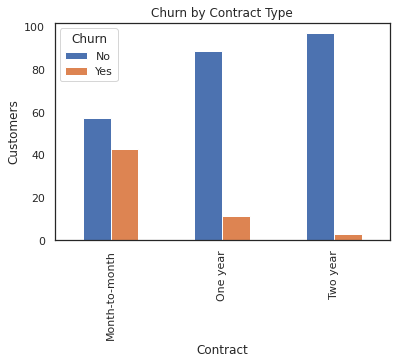 Churn by Contract Type
Churn
No
Yes
Customers
100
80
60
40
20
0
Month-to-month
One year
Two year
Contract